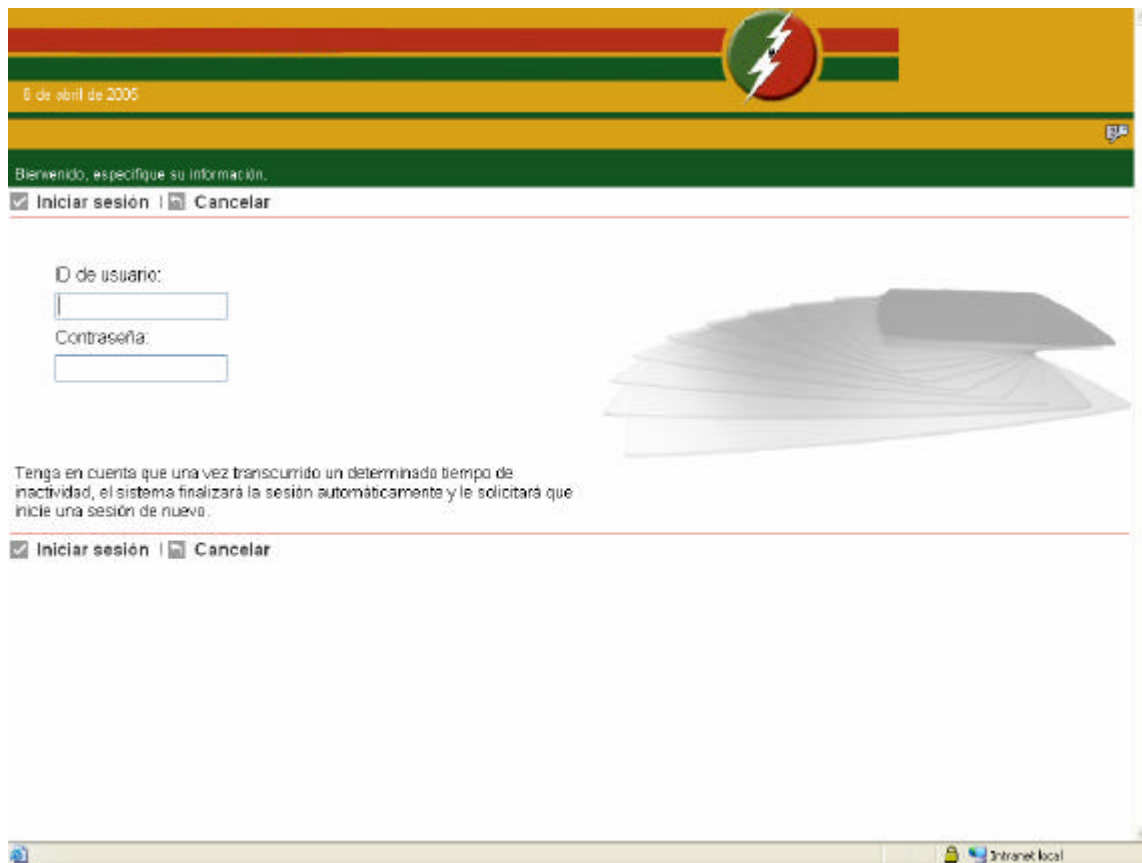 6 de abril de 2005
Bienvenido, especifique su información.
Iniciar sesión | Cancelar
ID de usuario:
Contraseña:
Tenga en cuenta que una vez transcurrido un determinado tiempo de
inactividad, el sistema finalizará la sesión automáticamente y le solicitará que
inicie una sesión de nuevo.
Iniciar sesión | Cancelar
Intranet local